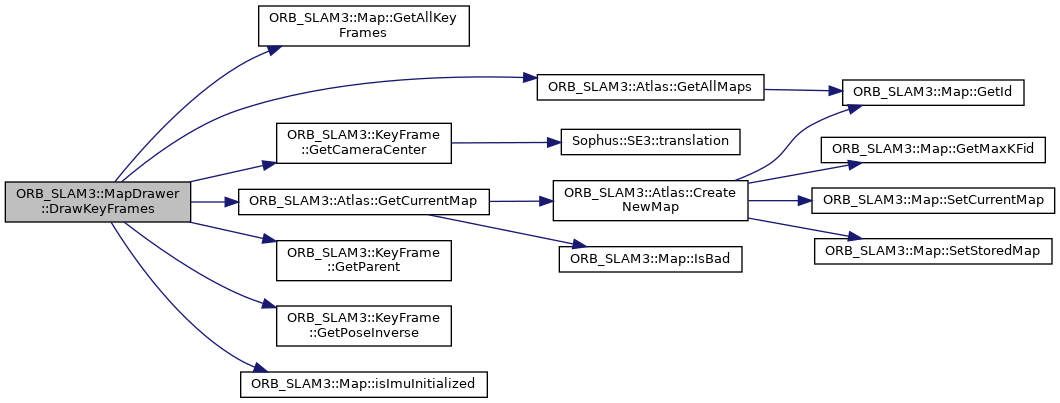 ORB_SLAM3::MapDrawer
::DrawKeyFrames
ORB_SLAM3::Map::GetAllKey
Frames
ORB_SLAM3::Atlas::GetAllMaps
ORB_SLAM3::Map::GetId
ORB_SLAM3::KeyFrame
::GetCameraCenter
Sophus::SE3::translation
ORB_SLAM3::Atlas::GetCurrentMap
ORB_SLAM3::Atlas::Create
NewMap
ORB_SLAM3::Map::GetMaxKFid
ORB_SLAM3::Map::SetCurrentMap
ORB_SLAM3::Map::SetStoredMap
ORB_SLAM3::Map::IsBad
ORB_SLAM3::KeyFrame
::GetParent
ORB_SLAM3::KeyFrame
::GetPoseInverse
ORB_SLAM3::Map::isImuInitialized